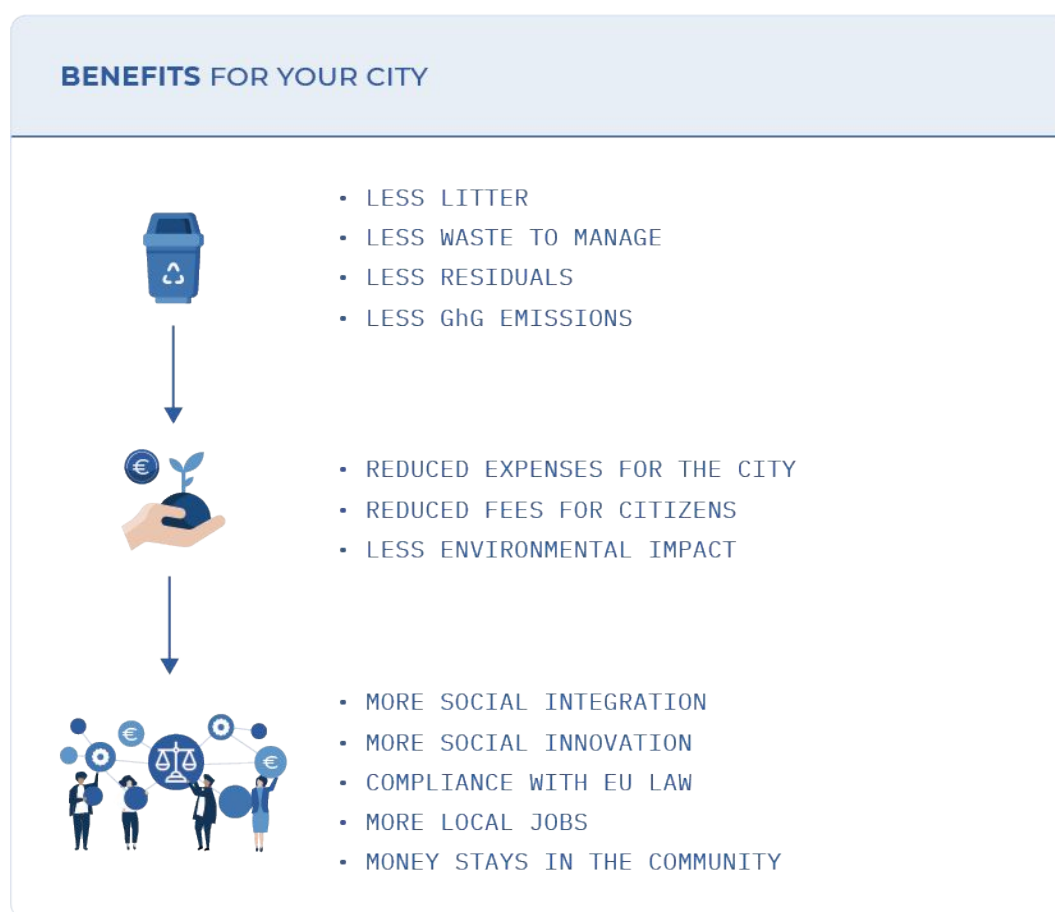 BENEFITS FOR YOUR CITY
• LESS LITTER
• LESS WASTE TO MANAGE
• LESS RESIDUALS
• LESS GhG EMISSIONS
€
• REDUCED EXPENSES FOR THE CITY
• REDUCED FEES FOR CITIZENS
• LESS ENVIRONMENTAL IMPACT
• MORE SOCIAL INTEGRATION
• MORE SOCIAL INNOVATION
€
€
• COMPLIANCE WITH EU LAW
• MORE LOCAL JOBS
• MONEY STAYS IN THE COMMUNITY